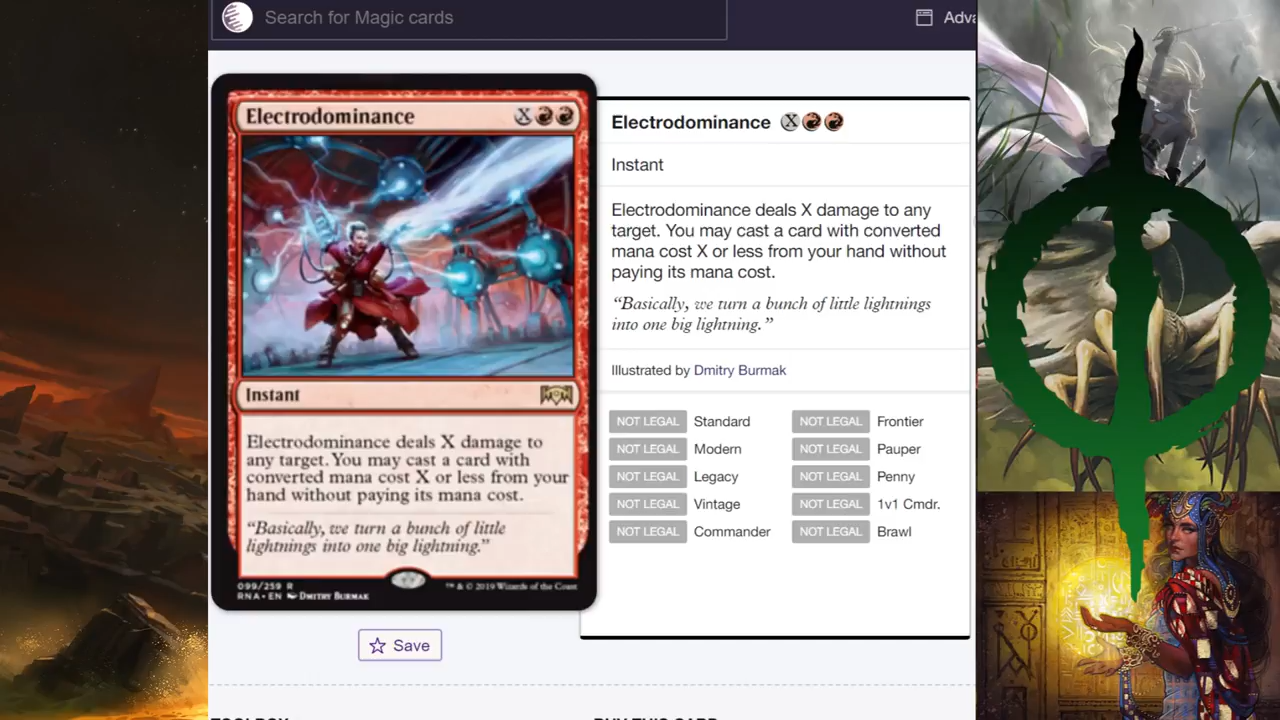 Search for Magic cards
Adva
Electrodominance X
Electrodominance X
Instant
Electrodominance deals X damage to any
target. You may cast a card with converted
mana cost X or less from your hand without
paying its mana cost.
“Basically, we turn a bunch of little lightnings
into one big lightning.”
Illustrated by Dmitry Burmak
Instant
Electrodominance deals X damage to
any target. You may cast a card with
converted mana cost X or less from your
hand without paying its mana cost.
“Basically, we turn a bunch of little
lightnings into one big lightning.”
099/259 R
RNA • EN Dmitry Burmak
™ & © 2019 Wizards of the Coast
NOT LEGAL Standard NOT LEGAL Frontier
NOT LEGAL Modern NOT LEGAL Pauper
NOT LEGAL Legacy NOT LEGAL Penny
NOT LEGAL Vintage NOT LEGAL 1v1 Cmdr.
NOT LEGAL Commander NOT LEGAL Brawl
Save
TOOLBOX
BUY THIS CARD